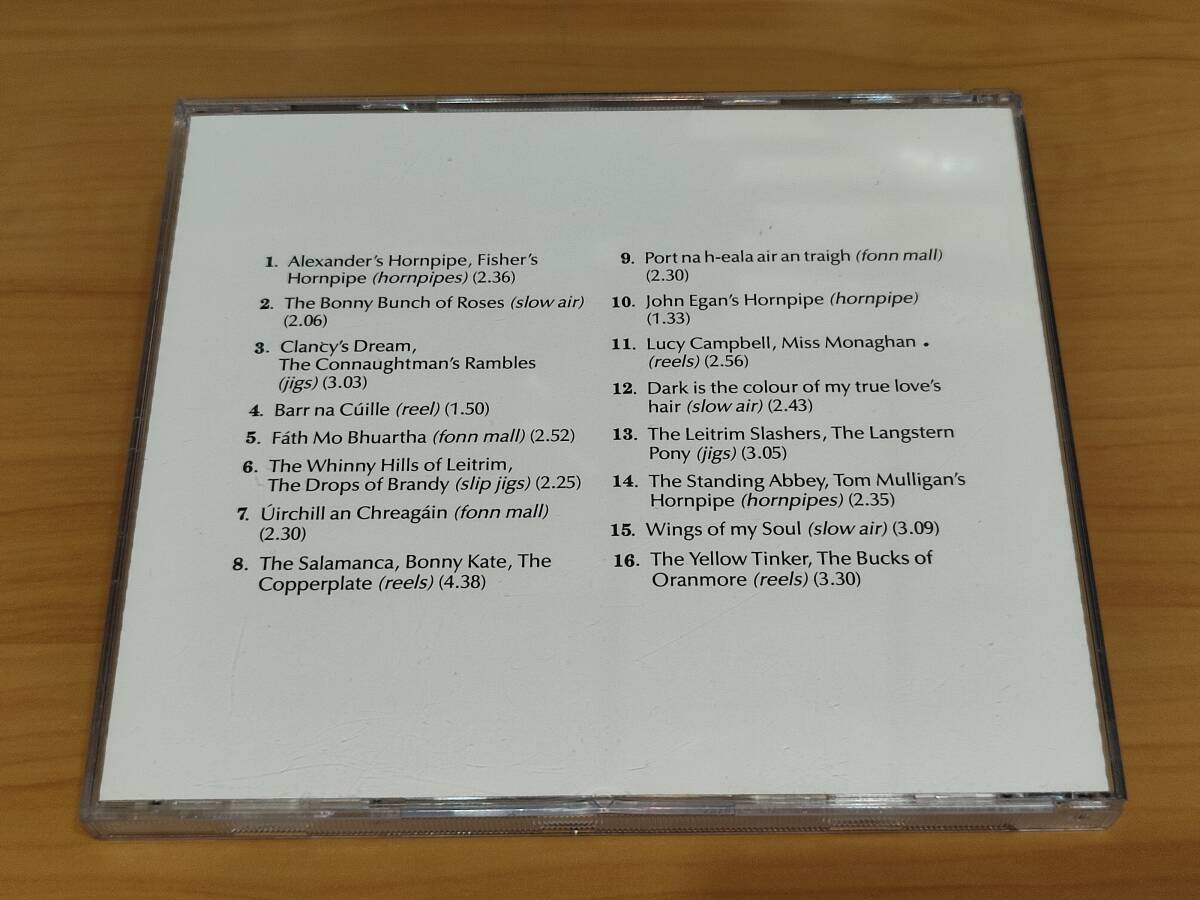 1. Alexander's Hornpipe, Fisher's
Hornpipe (hornpipes) (2.36)
2. The Bonny Bunch of Roses (slow air)
(2.06)
3. Clancy's Dream,
The Connaughtman's Rambles
(jigs) (3.03)
4. Barr na Cúille (reel) (1.50)
5. Fáth Mo Bhuartha (fonn mall) (2.52)
6. The Whinny Hills of Leitrim,
The Drops of Brandy (slip jigs) (2.25)
7. Úirchill an Chreagáin (fonn mall)
(2.30)
8. The Salamanca, Bonny Kate, The
Copperplate (reels) (4.38)
9. Port na h-eala air an traigh (fonn mall)
(2.30)
10. John Egan's Hornpipe (hornpipe)
(1.33)
11. Lucy Campbell, Miss Monaghan
(reels) (2.56)
12. Dark is the colour of my true love's
hair (slow air) (2.43)
13. The Leitrim Slashers, The Langstern
Pony (jigs) (3.05)
14. The Standing Abbey, Tom Mulligan's
Hornpipe (hornpipes) (2.35)
15. Wings of my Soul (slow air) (3.09)
16. The Yellow Tinker, The Bucks of
Oranmore (reels) (3.30)